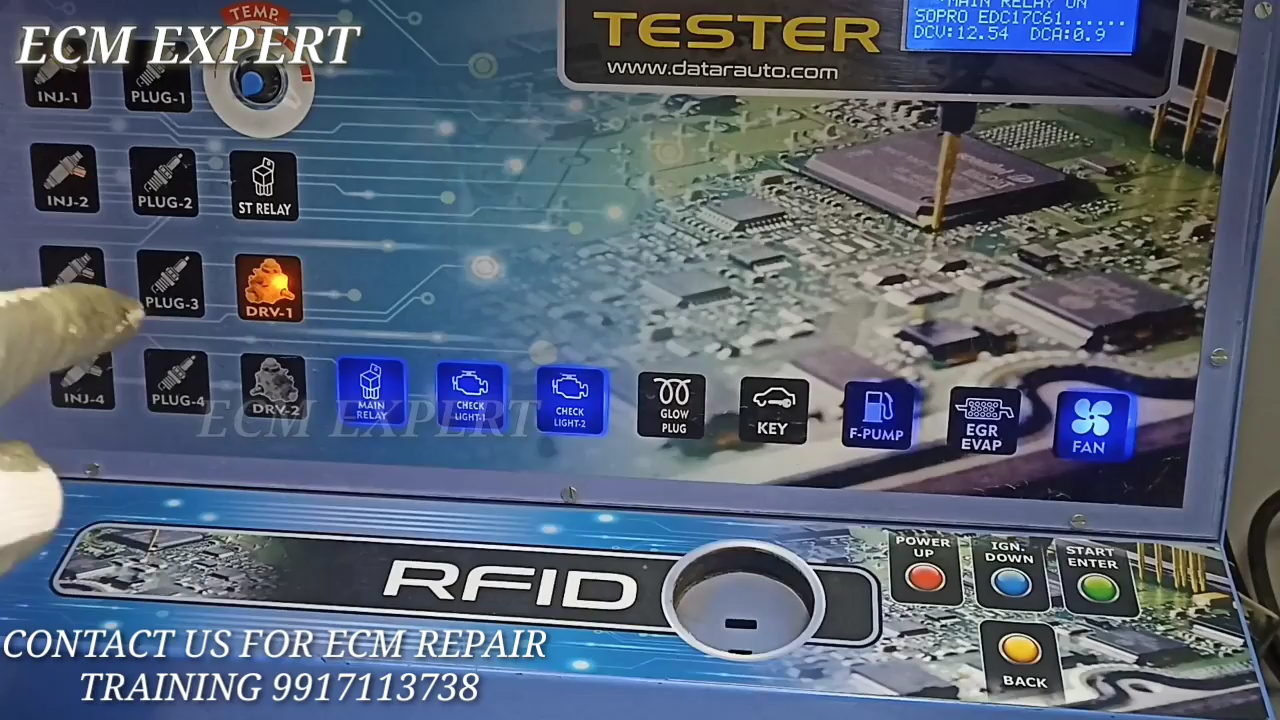 ECM EXPERT
TEMP.
TESTER
www.datarauto.com
MAIN RELAY ON
SOPRO EDC17C61......
DCV:12.54 DCA:0.9
INJ-1
PLUG-1
INJ-2
PLUG-2
ST RELAY
PLUG-3
DRV-1
INJ-4
PLUG-4
DRV-2
MAIN
RELAY
CHECK
LIGHT-1
CHECK
LIGHT-2
GLOW
PLUG
KEY
F-PUMP
EGR
EVAP
FAN
ECM EXPERT
RFID
POWER
UP
IGN.
DOWN
START
ENTER
BACK
CONTACT US FOR ECM REPAIR
TRAINING 9917113738